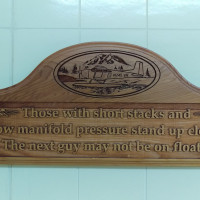 Those with short stacks and
manifold pressure stand up
The next guy may not be on